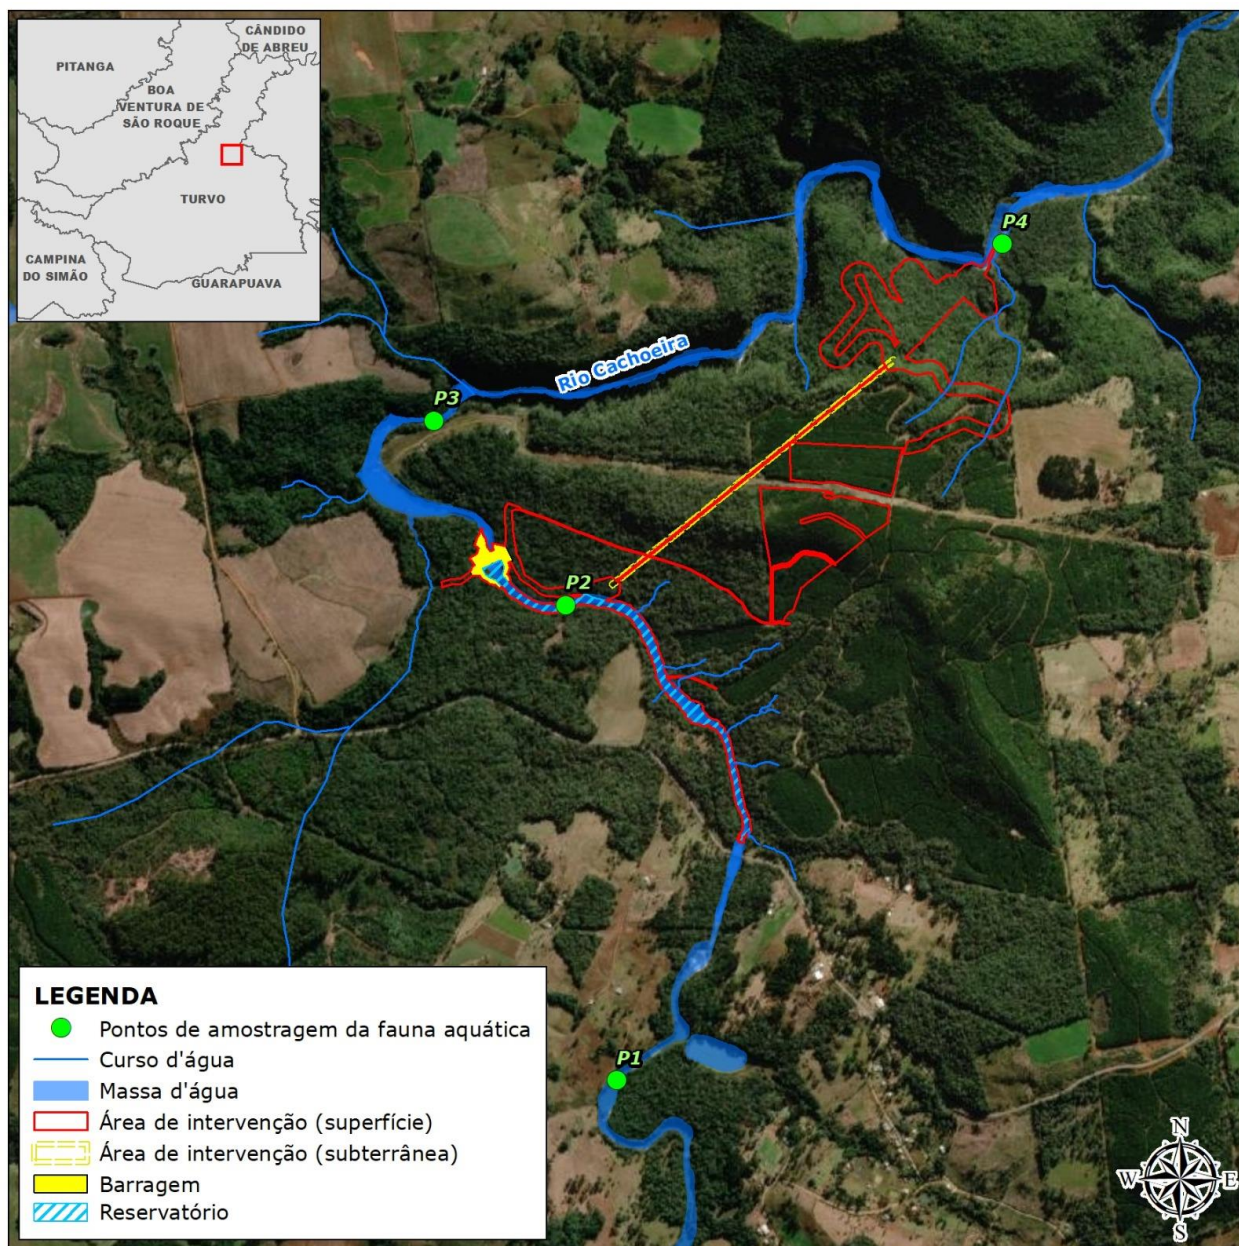 CÂNDIDO
DE ABREU
PITANGA
BOA
VENTURA DE
SÃO ROQUE
TURVO
CAMPINA
DO SIMÃO
GUARAPUAVA
P4
Rio Cachoeira
P3
P2
P1
LEGENDA
Pontos de amostragem da fauna aquática
Curso d'água
Massa d'água
Área de intervenção (superfície)
Área de intervenção (subterrânea)
Barragem
Reservatório
N
W
E
S